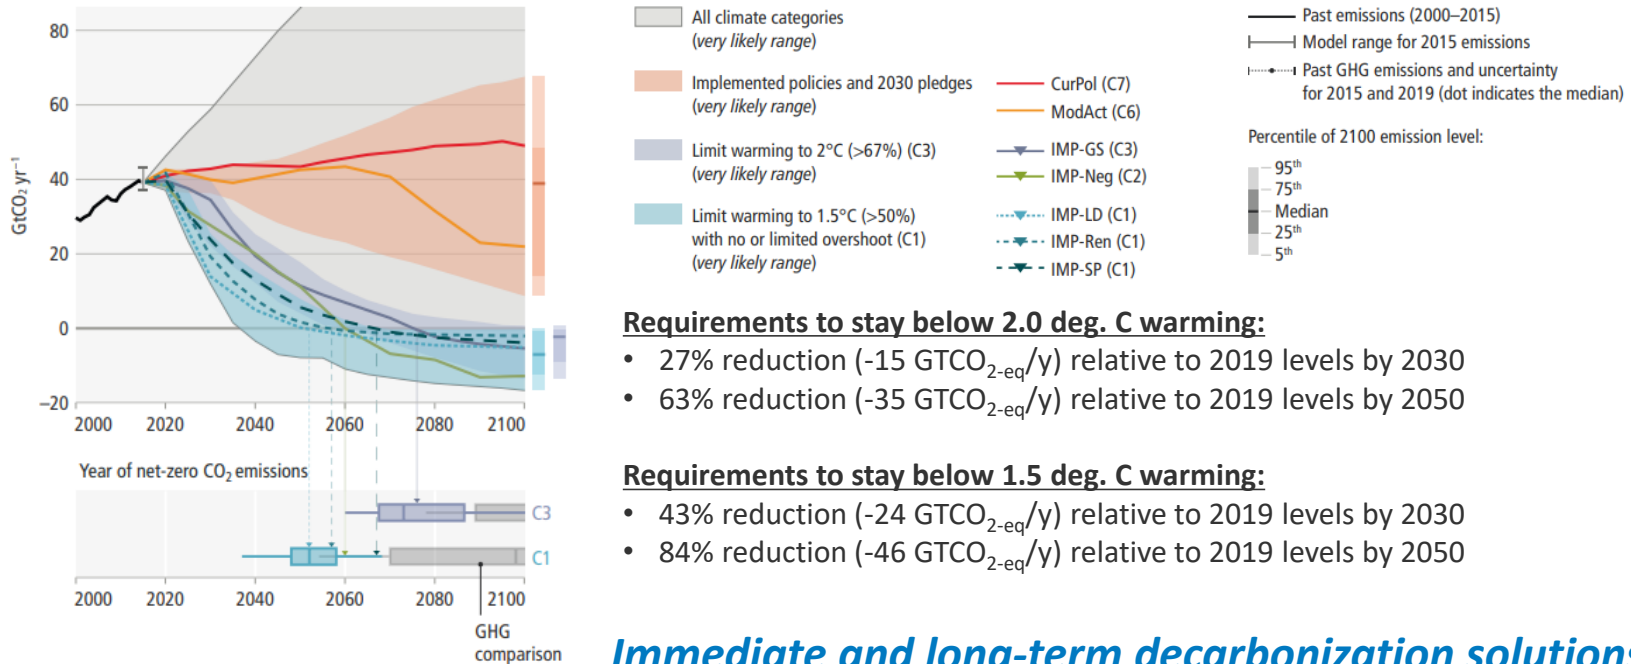 80
60
40
20
0
−20
GtCO2 yr−1
2000 2020 2040 2060 2080 2100
Year of net-zero CO2 emissions
C3
C1
2000 2020 2040 2060 2080 2100
GHG
comparison
All climate categories
(very likely range)
Implemented policies and 2030 pledges
(very likely range)
Limit warming to 2°C (>67%) (C3)
(very likely range)
Limit warming to 1.5°C (>50%)
with no or limited overshoot (C1)
(very likely range)
CurPol (C7)
ModAct (C6)
IMP-GS (C3)
IMP-Neg (C2)
IMP-LD (C1)
IMP-Ren (C1)
IMP-SP (C1)
Past emissions (2000–2015)
Model range for 2015 emissions
Past GHG emissions and uncertainty
for 2015 and 2019 (dot indicates the median)
Percentile of 2100 emission level:
95th
75th
Median
25th
5th
Requirements to stay below 2.0 deg. C warming:
• 27% reduction (-15 GTCO2-eq/y) relative to 2019 levels by 2030
• 63% reduction (-35 GTCO2-eq/y) relative to 2019 levels by 2050
Requirements to stay below 1.5 deg. C warming:
• 43% reduction (-24 GTCO2-eq/y) relative to 2019 levels by 2030
• 84% reduction (-46 GTCO2-eq/y) relative to 2019 levels by 2050
Immediate and long-term decarbonization solutions